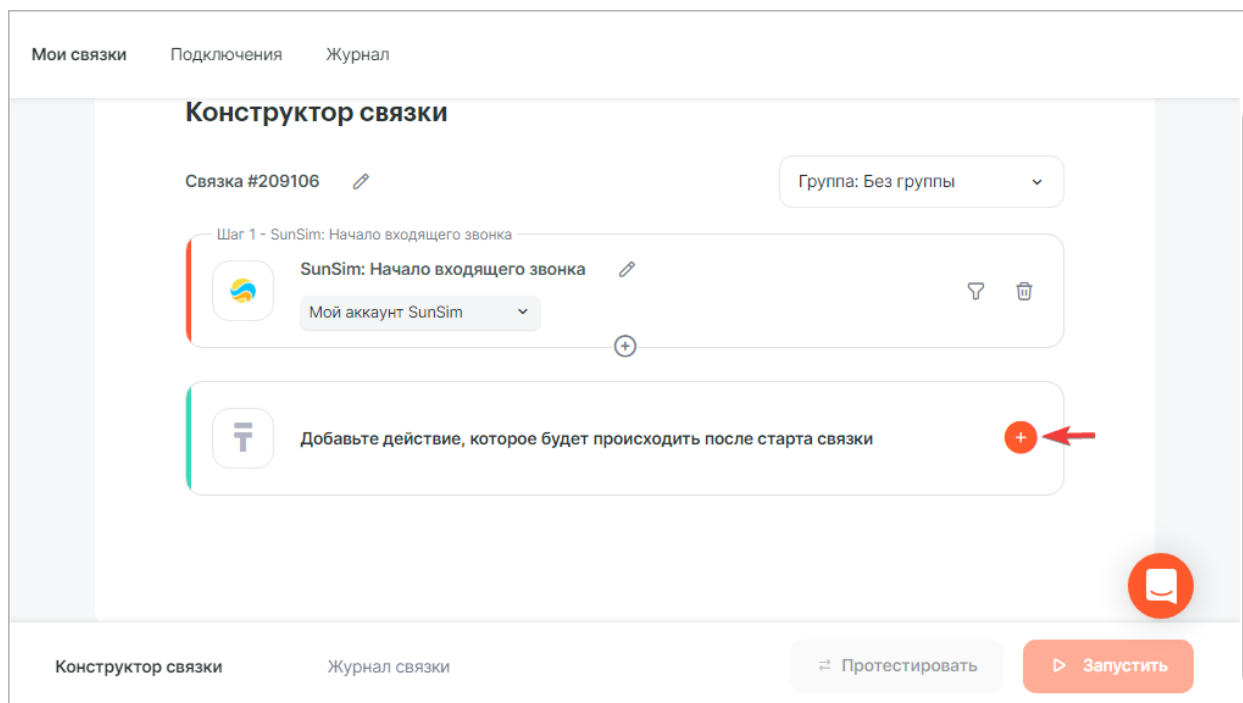 Мои связки Подключения Журнал
Конструктор связки
Связка #209106 Группа: Без группы
Шаг 1 - SunSim: Начало входящего звонка
SunSim: Начало входящего звонка
Мой аккаунт SunSim
Добавьте действие, которое будет происходить после старта связки
Конструктор связки Журнал связки Протестировать Запустить